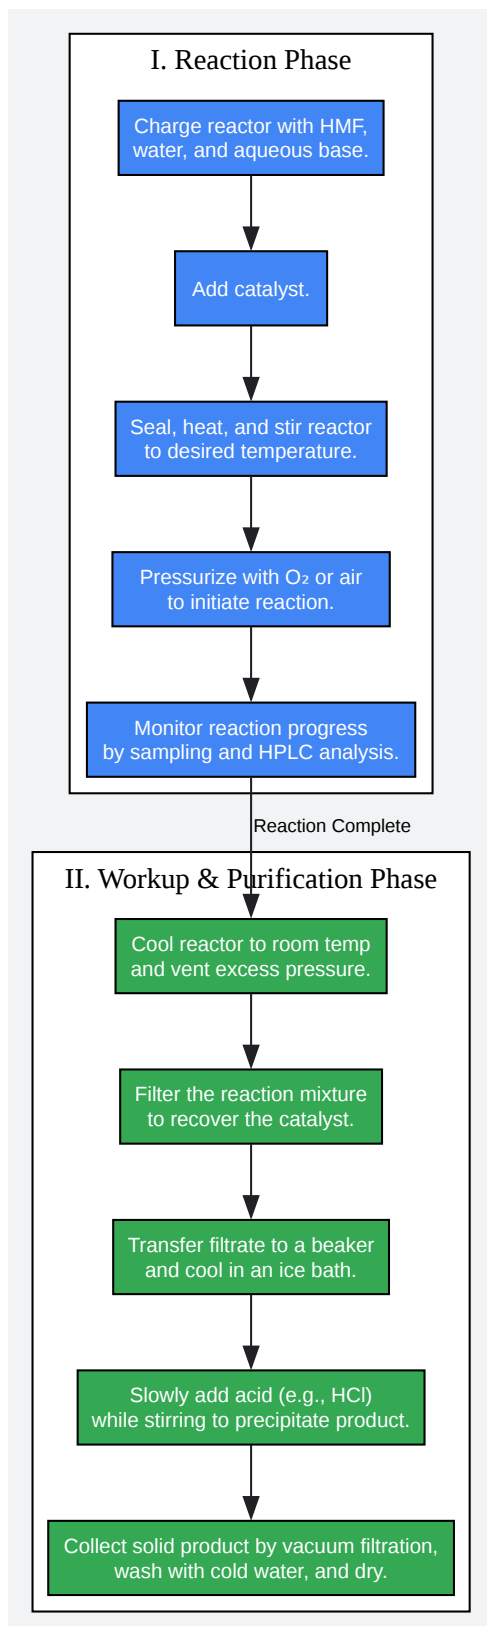 I. Reaction Phase
Charge reactor with HMF,
water, and aqueous base.
Add catalyst.
Seal, heat, and stir reactor
to desired temperature.
Pressurize with O₂ or air
to initiate reaction.
Monitor reaction progress
by sampling and HPLC analysis.
Reaction Complete
II. Workup & Purification Phase
Cool reactor to room temp
and vent excess pressure.
Filter the reaction mixture
to recover the catalyst.
Transfer filtrate to a beaker
and cool in an ice bath.
Slowly add acid (e.g., HCl)
while stirring to precipitate product.
Collect solid product by vacuum filtration,
wash with cold water, and dry.